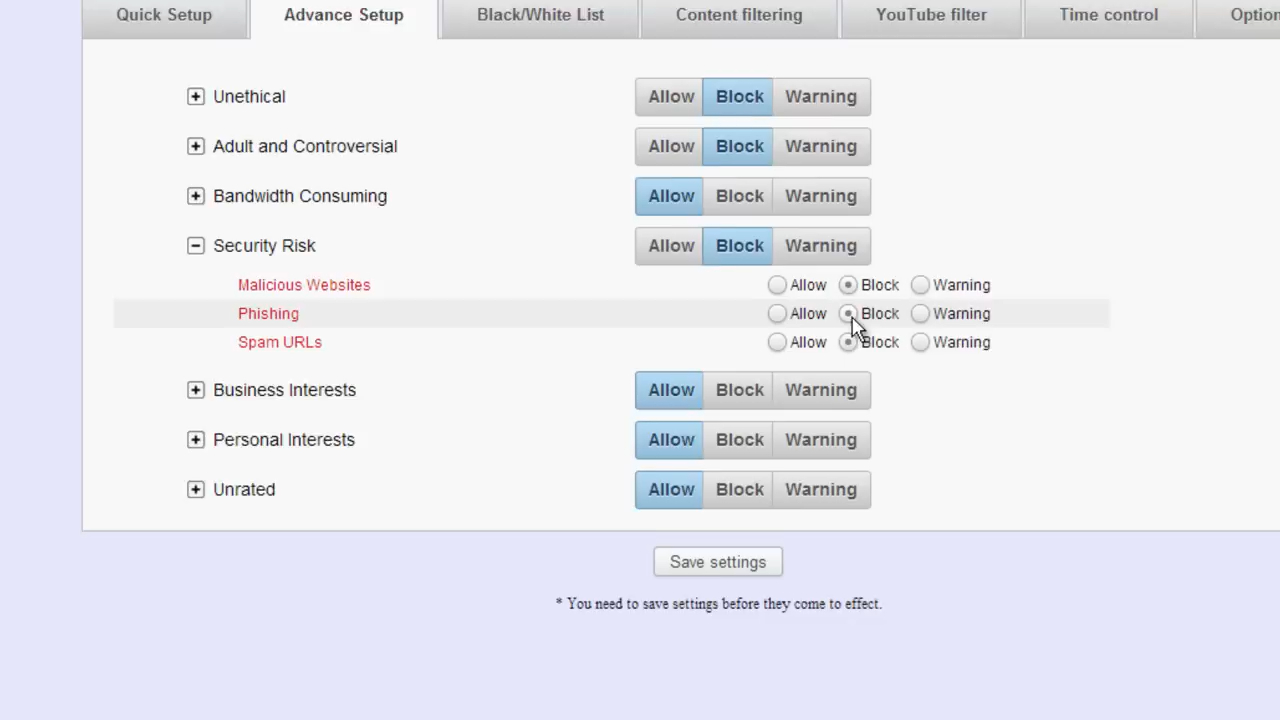 Quick Setup Advance Setup Black/White List Content filtering YouTube filter Time control Option
Unethical Allow Block Warning
Adult and Controversial Allow Block Warning
Bandwidth Consuming Allow Block Warning
Security Risk Allow Block Warning
Malicious Websites Allow Block Warning
Phishing Allow Block Warning
Spam URLs Allow Block Warning
Business Interests Allow Block Warning
Personal Interests Allow Block Warning
Unrated Allow Block Warning
Save settings
* You need to save settings before they come to effect.